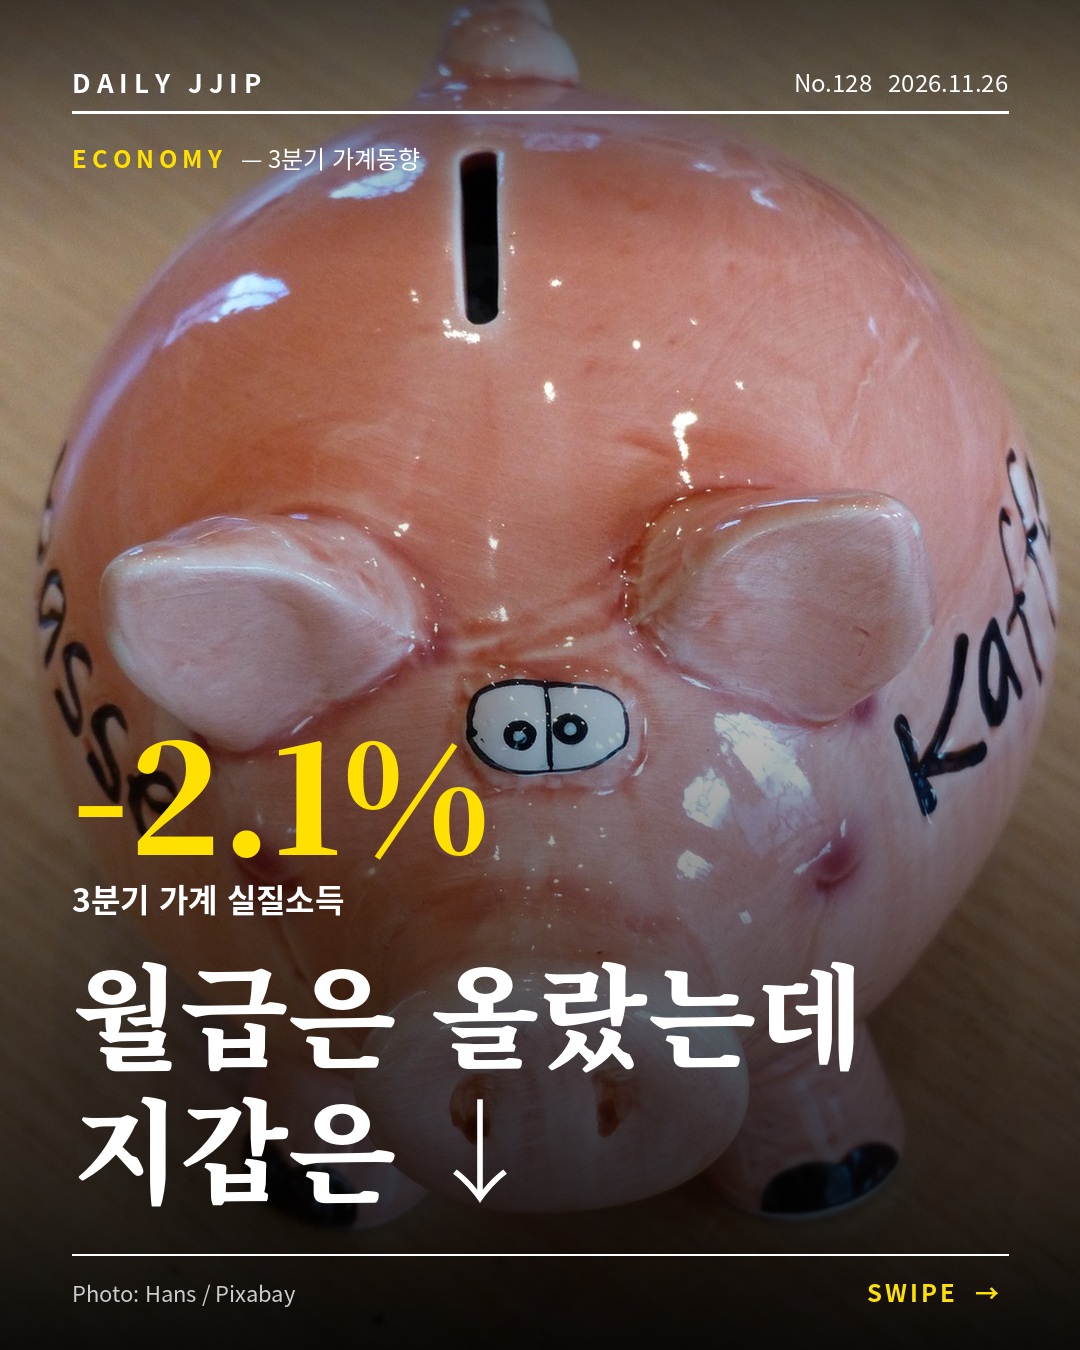 DAILY JJIP
No.128 2026.11.26
ECONOMY — 3분기 가계동향
Kaff
asse
-2.1%
3분기 가계 실질소득
월급은 올랐는데
지갑은 ↓
Photo: Hans / Pixabay
SWIPE →